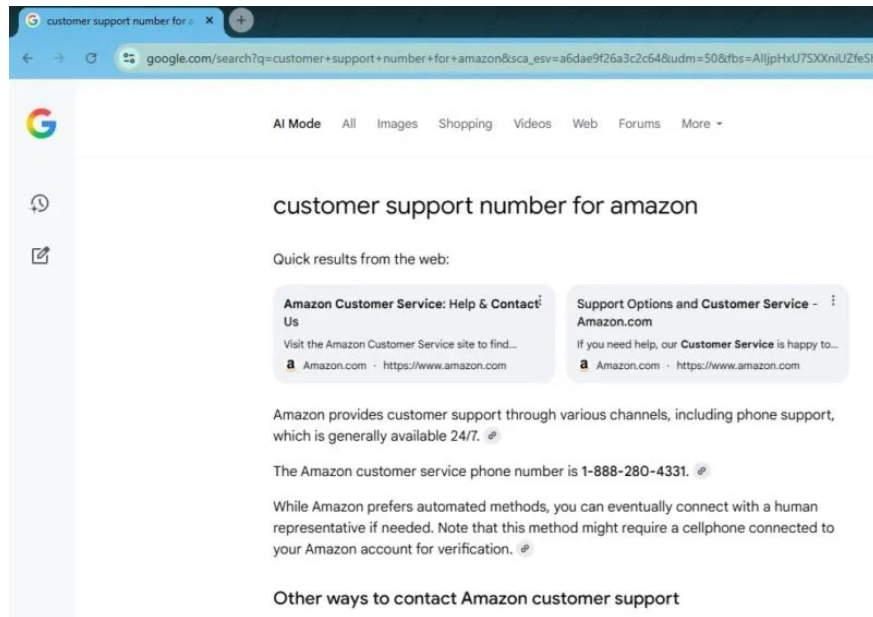 customer support number for a
google.com/search?q=customer+support+number+for+amazon&sca_esv=a6dae9f26a3c2c64&udm=50&fbs=AIIjpHxU7SXXniUZfeSh
AI Mode All Images Shopping Videos Web Forums More
customer support number for amazon
Quick results from the web:
Amazon Customer Service: Help & Contact
Us
Visit the Amazon Customer Service site to find...
Amazon.com · https://www.amazon.com
Support Options and Customer Service -
Amazon.com
If you need help, our Customer Service is happy to...
Amazon.com · https://www.amazon.com
Amazon provides customer support through various channels, including phone support,
which is generally available 24/7.
The Amazon customer service phone number is 1-888-280-4331.
While Amazon prefers automated methods, you can eventually connect with a human
representative if needed. Note that this method might require a cellphone connected to
your Amazon account for verification.
Other ways to contact Amazon customer support